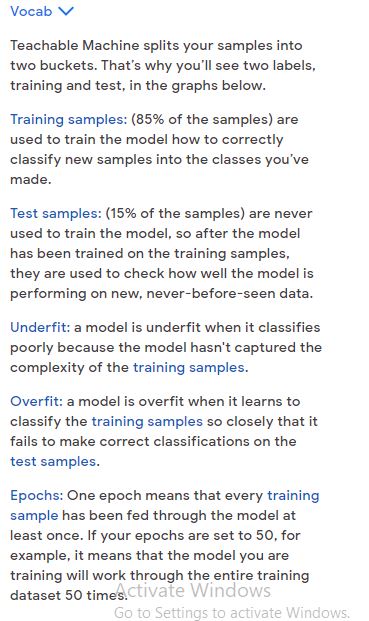 Vocab
Teachable Machine splits your samples into
two buckets. That's why you'll see two labels,
training and test, in the graphs below.
Training samples: (85% of the samples) are
used to train the model how to correctly
classify new samples into the classes you've
made.
Test samples: (15% of the samples) are never
used to train the model, so after the model
has been trained on the training samples,
they are used to check how well the model is
performing on new, never-before-seen data.
Underfit: a model is underfit when it classifies
poorly because the model hasn't captured the
complexity of the training samples.
Overfit: a model is overfit when it learns to
classify the training samples so closely that it
fails to make correct classifications on the
test samples.
Epochs: One epoch means that every training
sample has been fed through the model at
least once. If your epochs are set to 50, for
example, it means that the model you are
training will work through the entire training
dataset 50 times.
Activate Windows
Go to Settings to activate Windows.